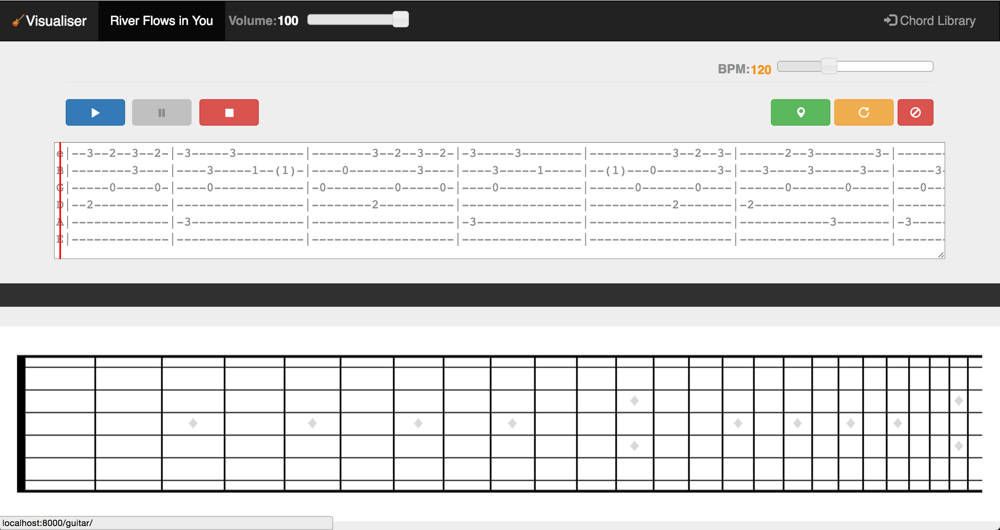 Visualiser River Flows in You Volume:100 Chord Library
BPM:120
e|--3--2--3--2-|-3-----3---------|--------3--2--3--2-|-3-----3--------|-----------3--2--3-|------2--3--------3-|-------
B|--------3----|----3-----1--(1)-|----0---------3----|----3-----1-----|--(1)---0--------3-|---3-----3------3---|-----3-
G|-----0-----0-|----0------------|-0---------0-----0-|----0-----------|------0-------0----|------0-------0-----|---0---
D|--2----------|-----------------|--------2----------|----------------|-----------2-------|-2------------------|-------
A|-------------|-3---------------|-------------------|-3--------------|-------------------|------------3-------|-3-----
E|-------------|-----------------|-------------------|----------------|-------------------|--------------------|-------
localhost:8000/guitar/